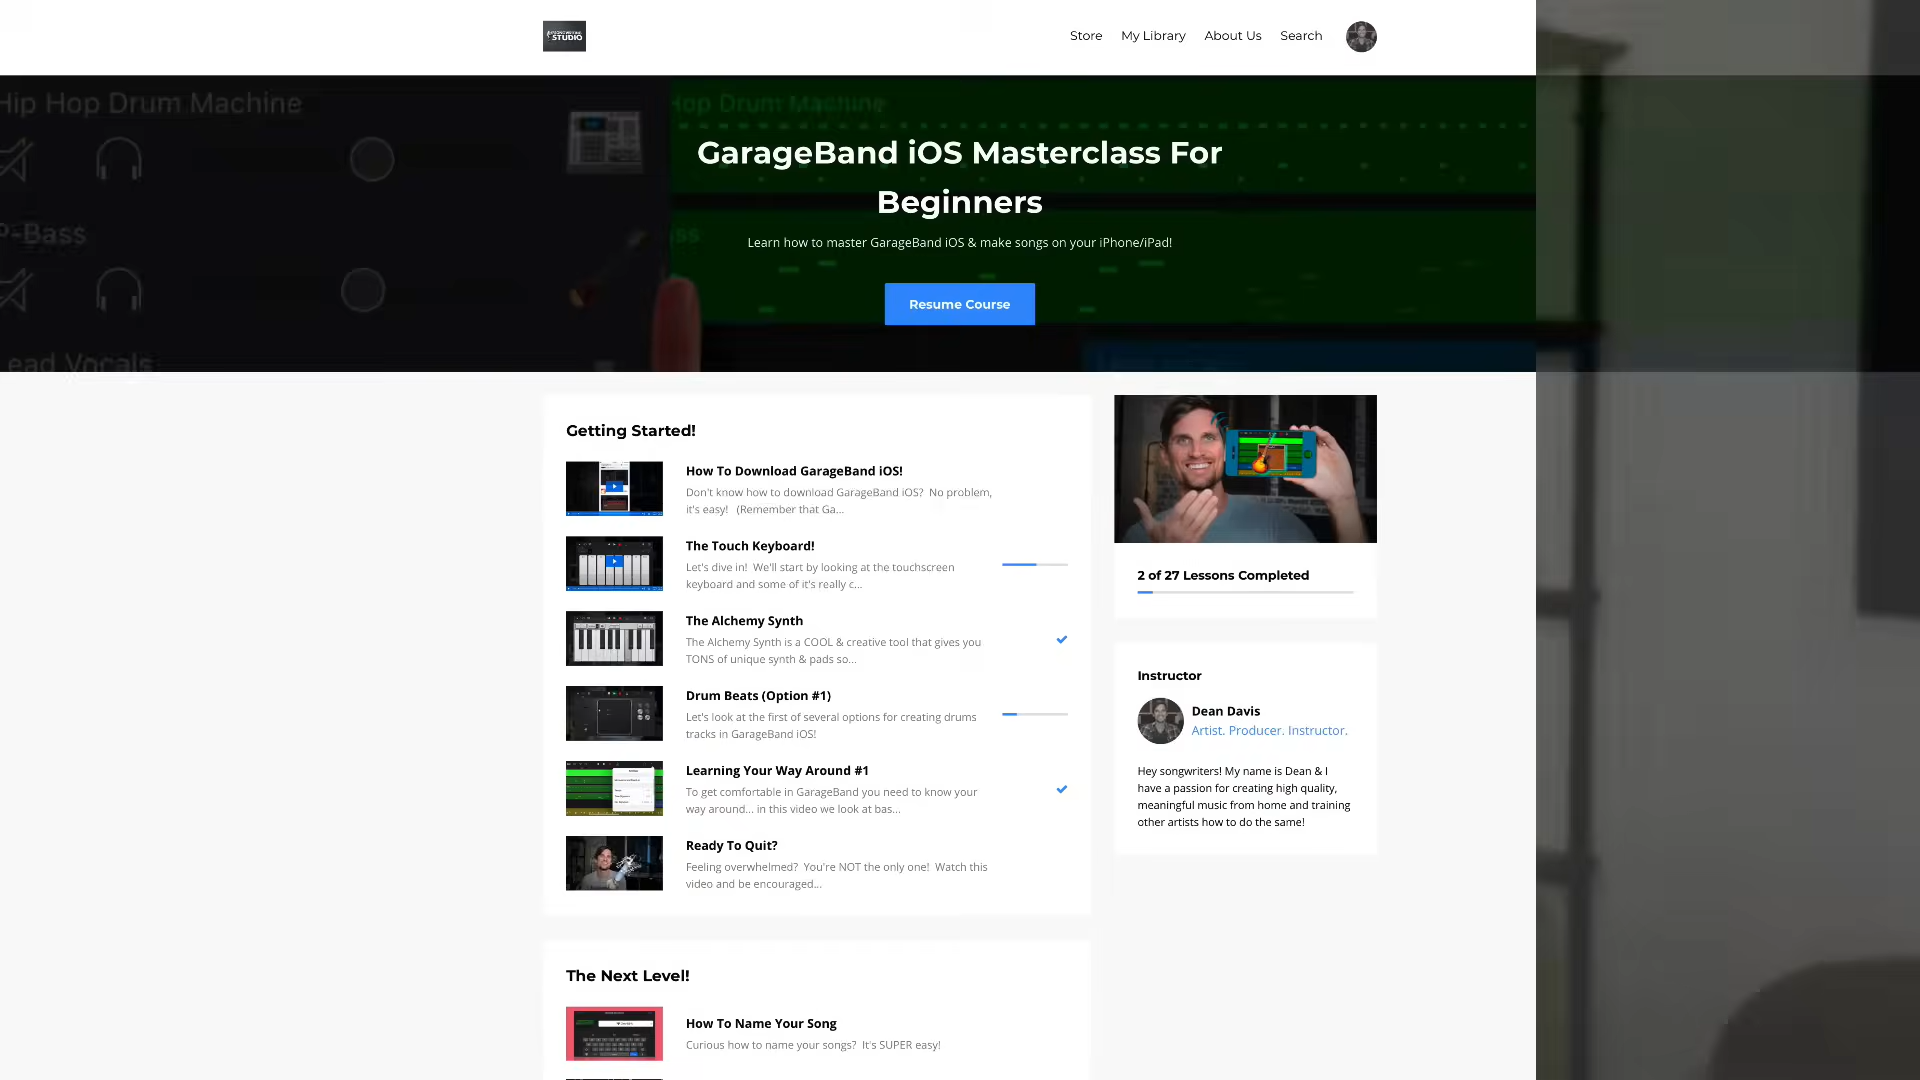 STUDIO
Store My Library About Us Search
Hip Hop Drum Machine
Hop Drum Machine
GarageBand iOS Masterclass For
Beginners
-Bass
Learn how to master GarageBand iOS & make songs on your iPhone/iPad!
Resume Course
ead Vocals
Getting Started!
How To Download GarageBand iOS!
Don't know how to download GarageBand iOS? No problem,
it's easy! (Remember that Ga...
The Touch Keyboard!
Let's dive in! We'll start by looking at the touchscreen
keyboard and some of it's really c...
The Alchemy Synth
The Alchemy Synth is a COOL & creative tool that gives you
TONS of unique synth & pads so...
Drum Beats (Option #1)
Let's look at the first of several options for creating drums
tracks in GarageBand iOS!
Learning Your Way Around #1
To get comfortable in GarageBand you need to know your
way around... in this video we look at bas...
Ready To Quit?
Feeling overwhelmed? You're NOT the only one! Watch this
video and be encouraged...
The Next Level!
How To Name Your Song
Curious how to name your songs? It's SUPER easy!
2 of 27 Lessons Completed
Instructor
Dean Davis
Artist. Producer. Instructor.
Hey songwriters! My name is Dean & I
have a passion for creating high quality,
meaningful music from home and training
other artists how to do the same!